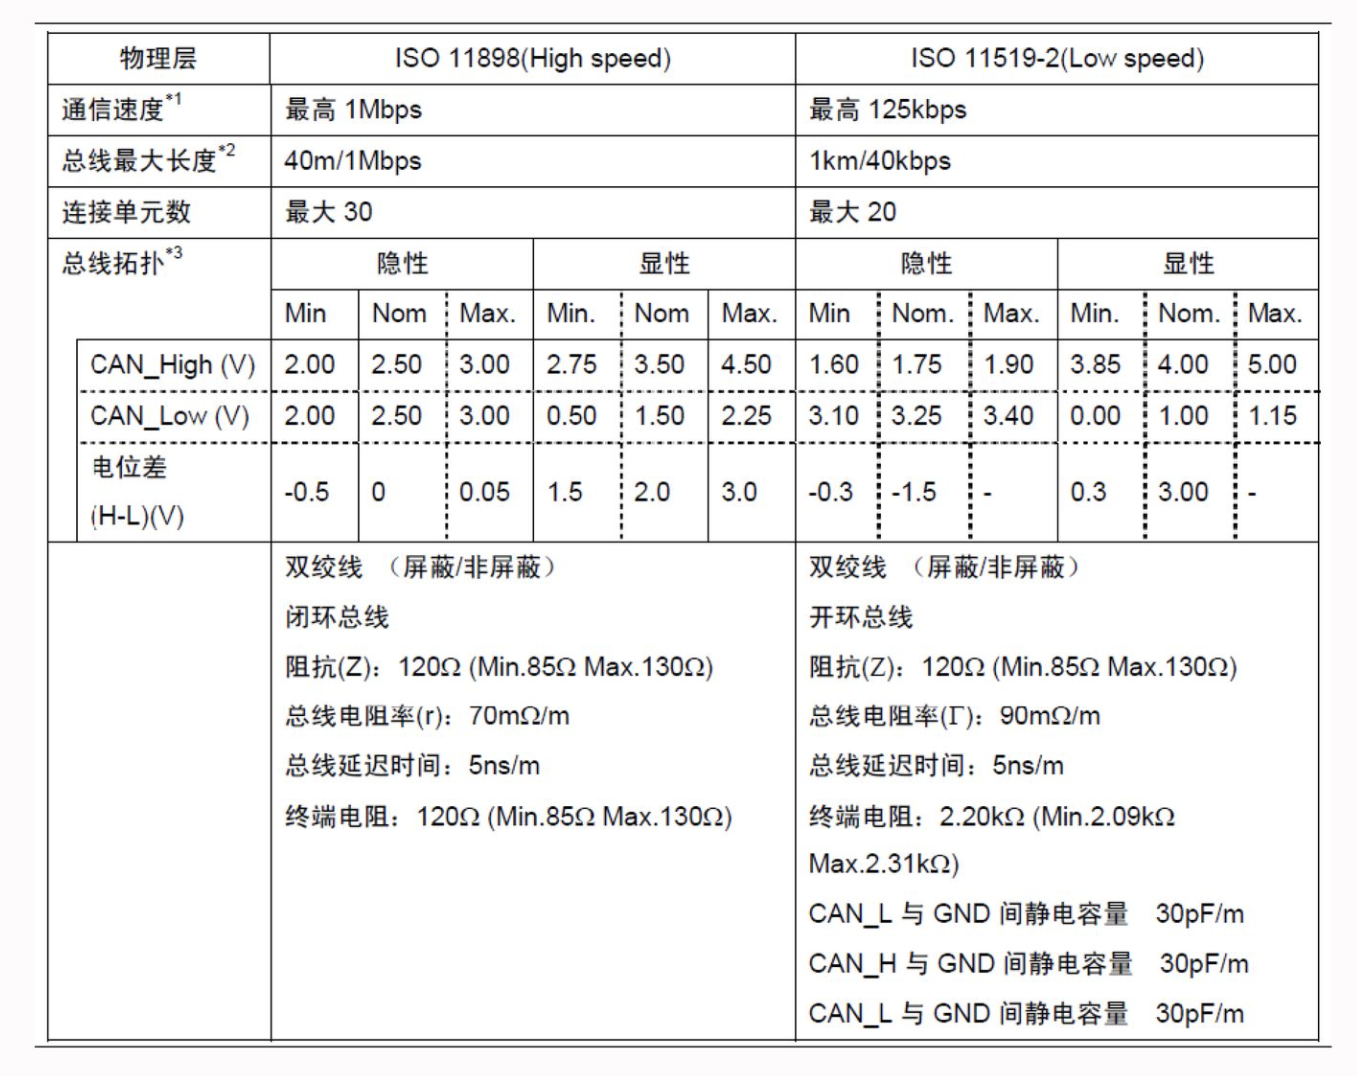 物理层 ISO 11898(High speed) ISO 11519-2(Low speed)
通信速度*1 最高 1Mbps 最高 125kbps
总线最大长度*2 40m/1Mbps 1km/40kbps
连接单元数 最大 30 最大 20
总线拓扑*3 隐性 显性 隐性 显性
Min Nom Max. Min. Nom Max. Min Nom. Max. Min. Nom. Max.
CAN_High (V) 2.00 2.50 3.00 2.75 3.50 4.50 1.60 1.75 1.90 3.85 4.00 5.00
CAN_Low (V) 2.00 2.50 3.00 0.50 1.50 2.25 3.10 3.25 3.40 0.00 1.00 1.15
电位差
(H-L)(V) -0.5 0 0.05 1.5 2.0 3.0 -0.3 -1.5 - 0.3 3.00 -
双绞线 （屏蔽/非屏蔽）
闭环总线
阻抗(Z)：120Ω (Min.85Ω Max.130Ω)
总线电阻率(r)：70mΩ/m
总线延迟时间：5ns/m
终端电阻：120Ω (Min.85Ω Max.130Ω)
双绞线 （屏蔽/非屏蔽）
开环总线
阻抗(Z)：120Ω (Min.85Ω Max.130Ω)
总线电阻率(Γ)：90mΩ/m
总线延迟时间：5ns/m
终端电阻：2.20kΩ (Min.2.09kΩ
Max.2.31kΩ)
CAN_L 与 GND 间静电容量 30pF/m
CAN_H 与 GND 间静电容量 30pF/m
CAN_L 与 GND 间静电容量 30pF/m